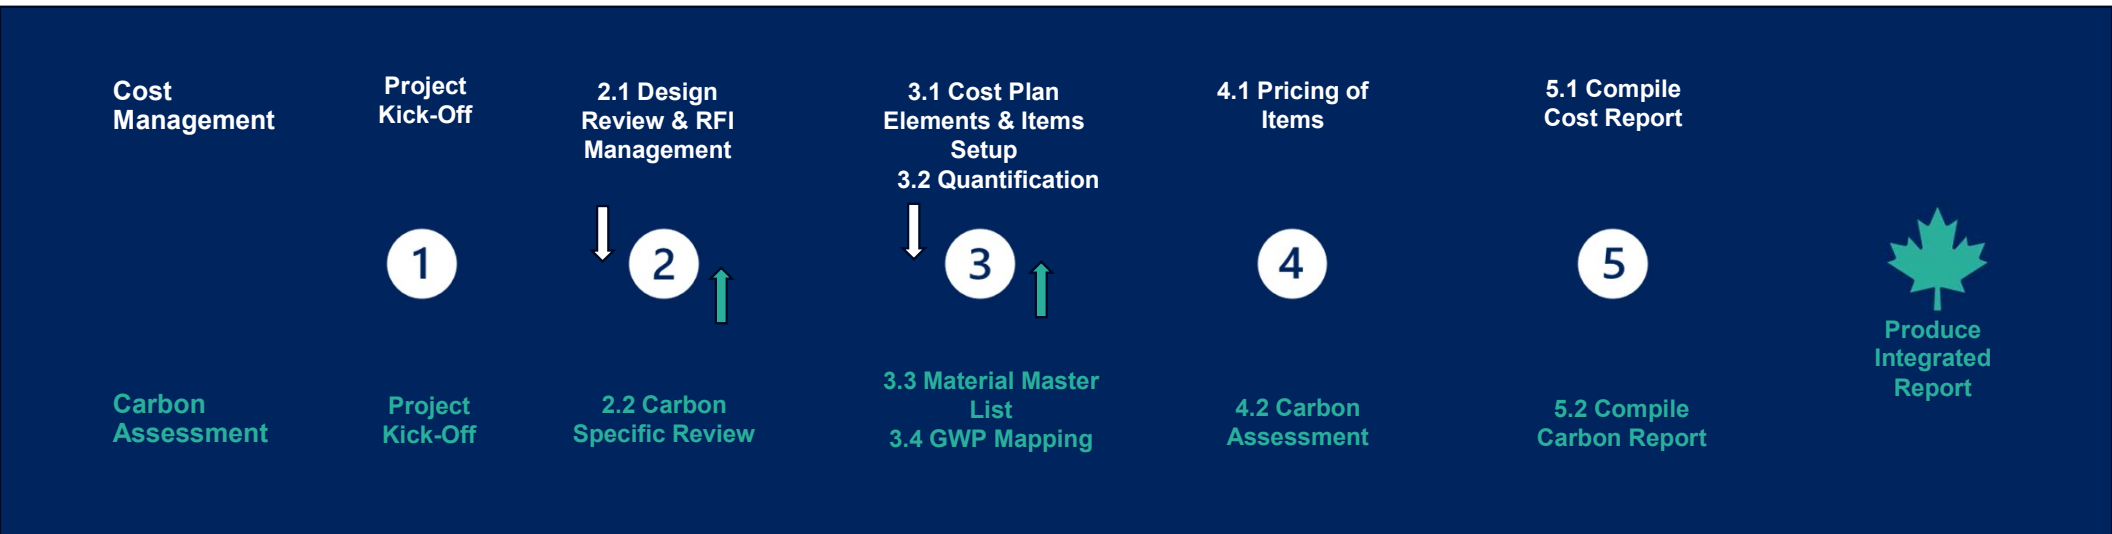 Cost
Management
Project
Kick-Off
2.1 Design
Review & RFI
Management
3.1 Cost Plan
Elements & Items
Setup
3.2 Quantification
4.1 Pricing of
Items
5.1 Compile
Cost Report
1
2
3
4
5
Produce
Integrated
Report
Carbon
Assessment
Project
Kick-Off
2.2 Carbon
Specific Review
3.3 Material Master
List
3.4 GWP Mapping
4.2 Carbon
Assessment
5.2 Compile
Carbon Report